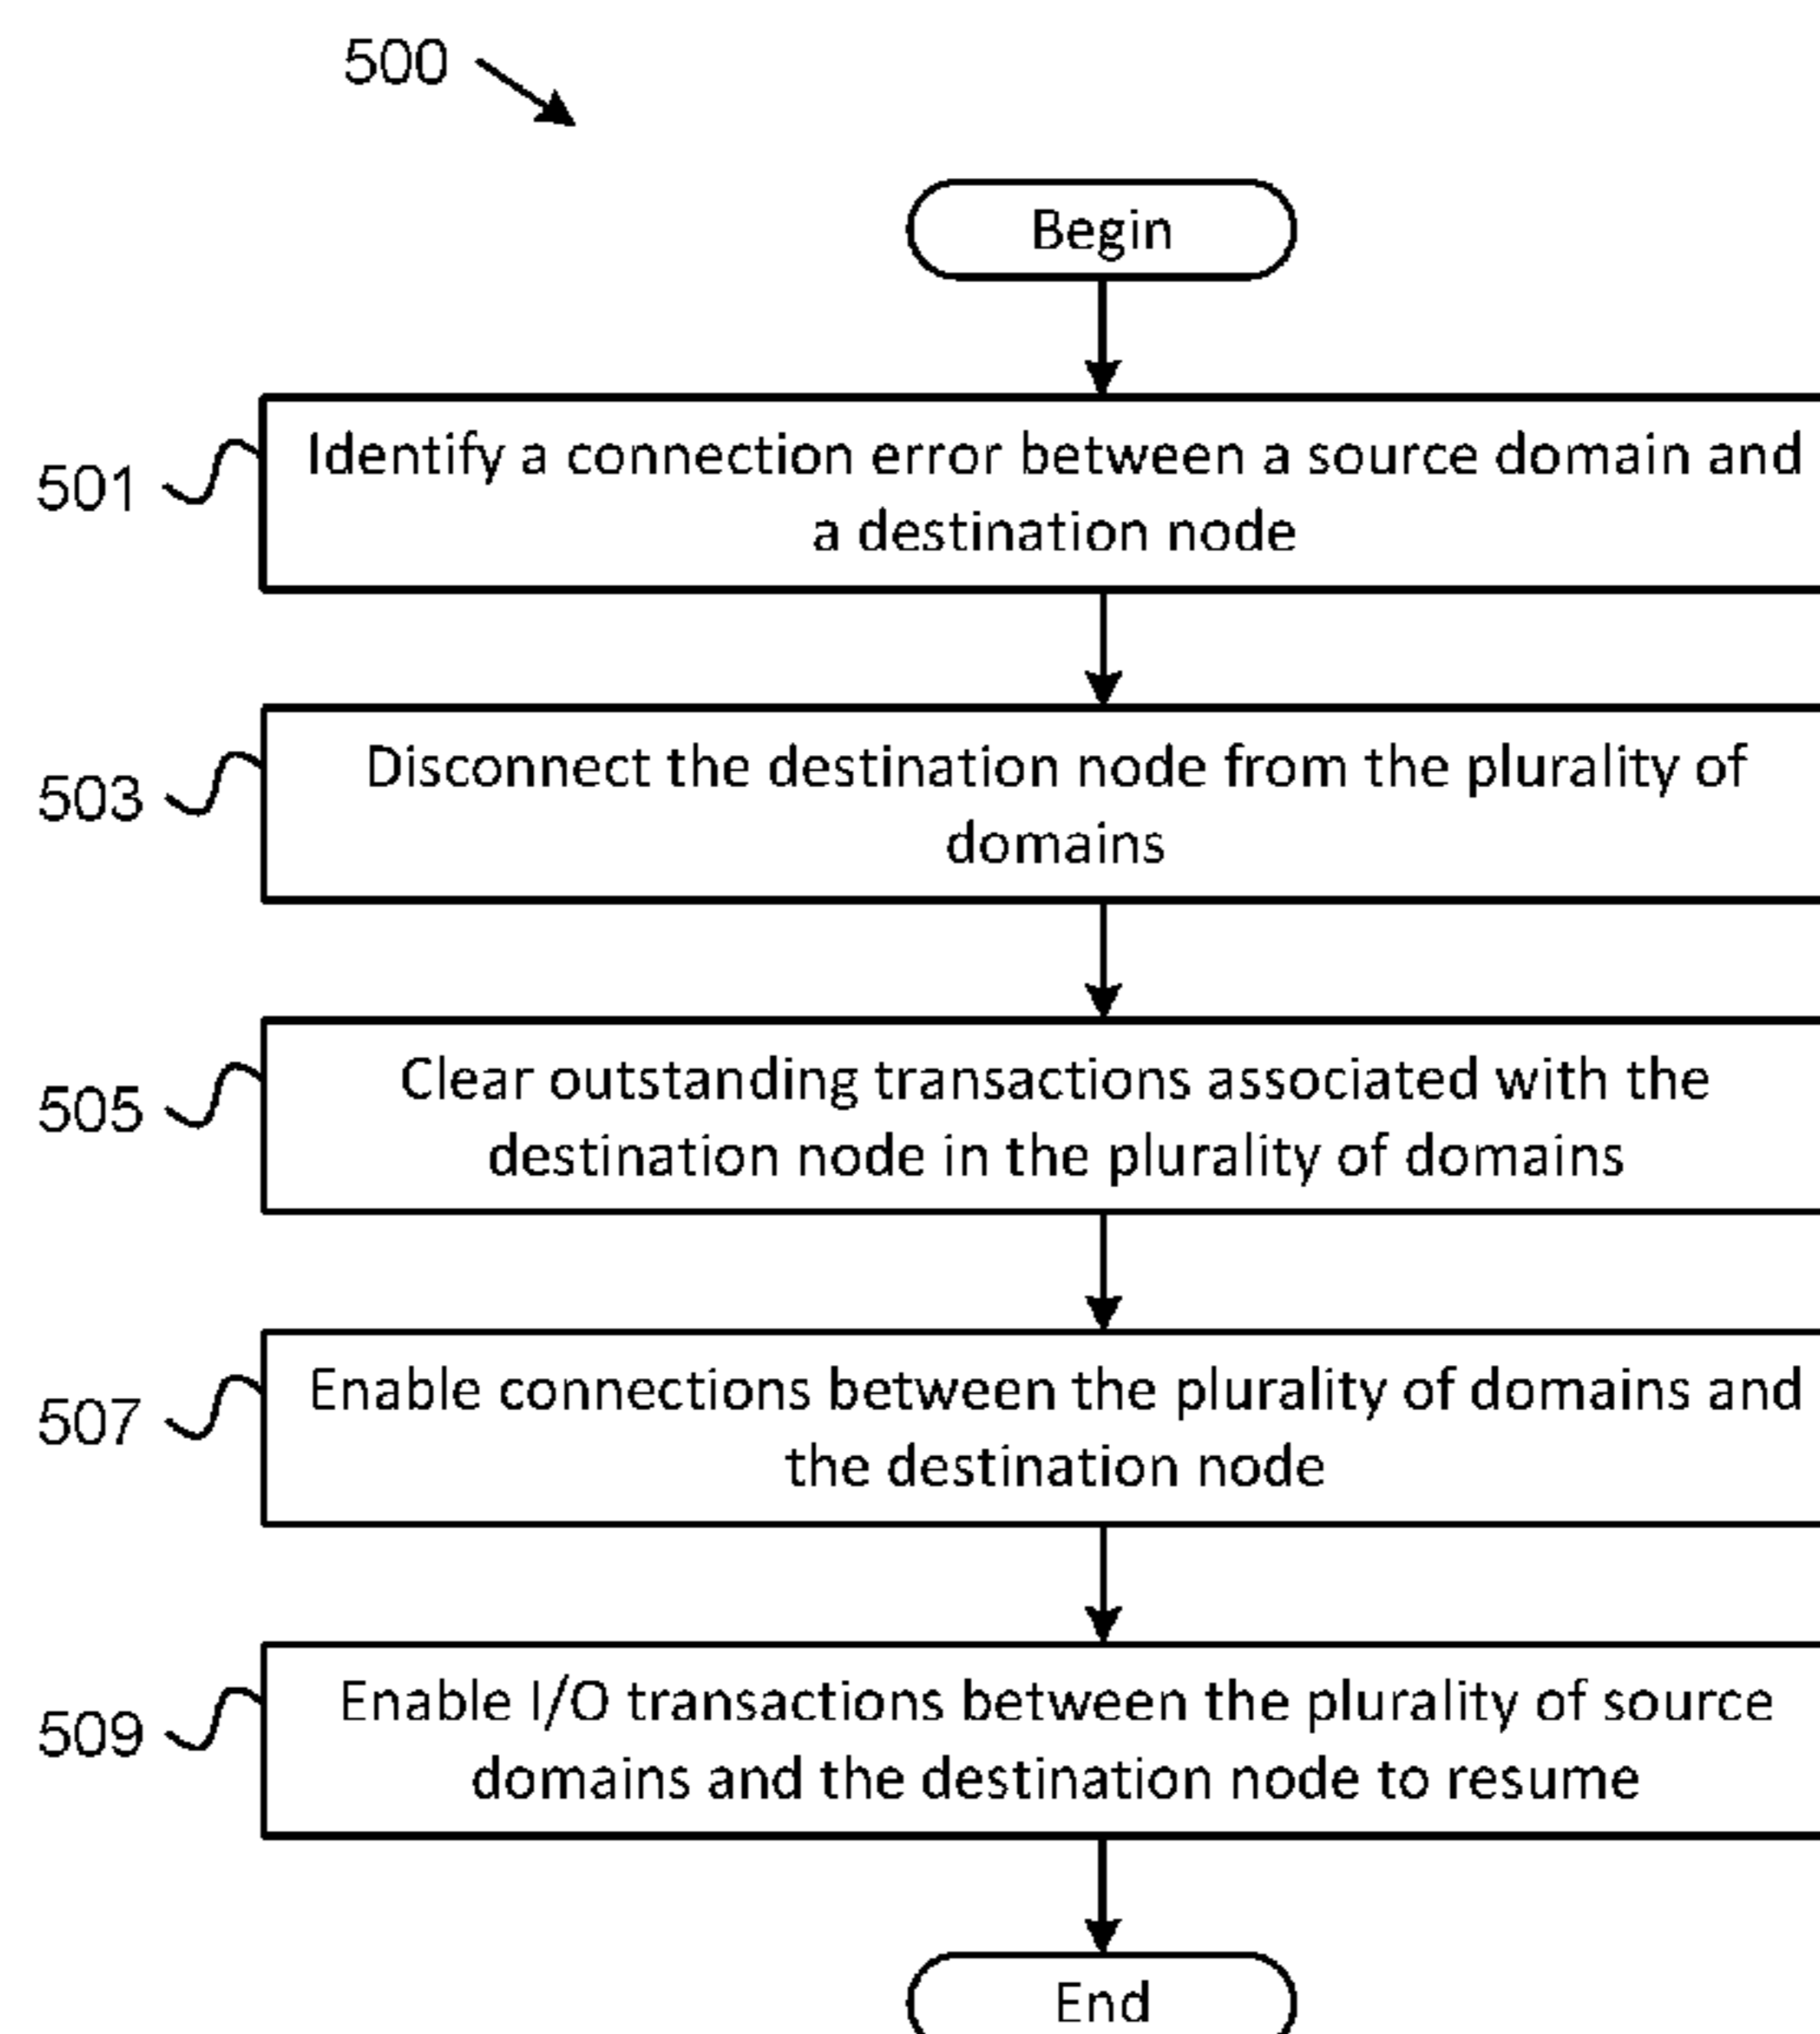 500
Begin
501
Identify a connection error between a source domain and
a destination node
503
Disconnect the destination node from the plurality of
domains
505
Clear outstanding transactions associated with the
destination node in the plurality of domains
507
Enable connections between the plurality of domains and
the destination node
509
Enable I/O transactions between the plurality of source
domains and the destination node to resume
End